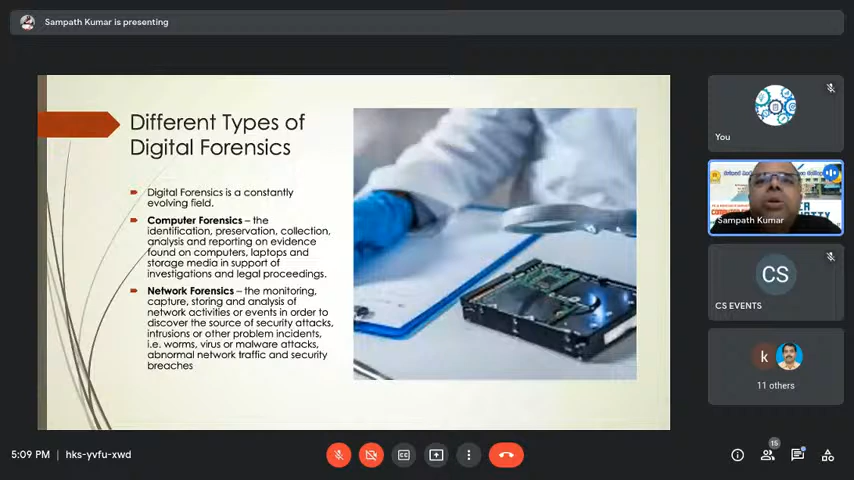 Sampath Kumar is presenting
Different Types of
Digital Forensics
Digital Forensics is a constantly
evolving field.
Computer Forensics – the
identification, preservation, collection,
analysis and reporting on evidence
found on computers, laptops and
storage media in support of
investigations and legal proceedings.
Network Forensics – the monitoring,
capture, storing and analysis of
network activities or events in order to
discover the source of security attacks,
intrusions or other problem incidents,
i.e. worms, virus or malware attacks,
abnormal network traffic and security
breaches
You
Sampath Kumar
CS
CS EVENTS
k
11 others
5:09 PM | hks-yvfu-xwd
15